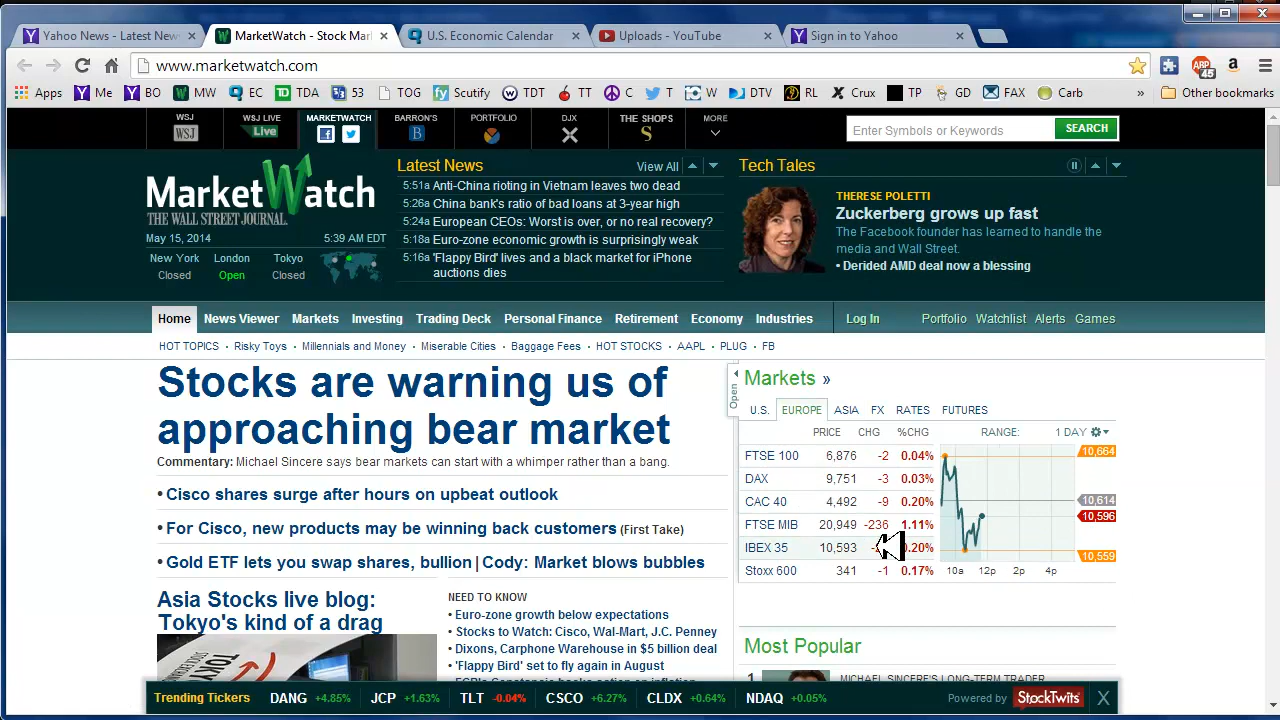 Yahoo News - Latest News
MarketWatch - Stock Mar
U.S. Economic Calendar
Uploads - YouTube
Sign in to Yahoo
www.marketwatch.com
ABP
45
Apps
Me
BO
MW
EC
TDA
53
TOG
Scutify
TDT
TT
C
T
W
DTV
RL
Crux
TP
GD
FAX
Carb
»
Other bookmarks
WSJ
WSJ LIVE
MARKETWATCH
BARRON'S
PORTFOLIO
DJX
THE SHOPS
MORE
WSJ
Live
B
S
Enter Symbols or Keywords
SEARCH
MarketWatch
THE WALL STREET JOURNAL.
May 15, 2014
5:39 AM EDT
New York
London
Tokyo
Closed
Open
Closed
Latest News
View All
5:51a Anti-China rioting in Vietnam leaves two dead
5:26a China bank's ratio of bad loans at 3-year high
5:24a European CEOs: Worst is over, or no real recovery?
5:18a Euro-zone economic growth is surprisingly weak
5:16a 'Flappy Bird' lives and a black market for iPhone
auctions dies
Tech Tales
THERESE POLETTI
Zuckerberg grows up fast
The Facebook founder has learned to handle the
media and Wall Street.
• Derided AMD deal now a blessing
Home
News Viewer
Markets
Investing
Trading Deck
Personal Finance
Retirement
Economy
Industries
Log In
Portfolio
Watchlist
Alerts
Games
HOT TOPICS
Risky Toys
Millennials and Money
Miserable Cities
Baggage Fees
HOT STOCKS
AAPL
PLUG
FB
Stocks are warning us of
approaching bear market
Commentary: Michael Sincere says bear markets can start with a whimper rather than a bang.
• Cisco shares surge after hours on upbeat outlook
• For Cisco, new products may be winning back customers (First Take)
• Gold ETF lets you swap shares, bullion | Cody: Market blows bubbles
Asia Stocks live blog:
Tokyo's kind of a drag
TOKYO
NEED TO KNOW
• Euro-zone growth below expectations
• Stocks to Watch: Cisco, Wal-Mart, J.C. Penney
• Dixons, Carphone Warehouse in $5 billion deal
• 'Flappy Bird' set to fly again in August
Open
Markets »
U.S.
EUROPE
ASIA
FX
RATES
FUTURES
PRICE CHG %CHG
RANGE:
1 DAY
FTSE 100 6,876 -2 0.04%
DAX 9,751 -3 0.03%
CAC 40 4,492 -9 0.20%
FTSE MIB 20,949 -236 1.11%
IBEX 35 10,593 0.20%
Stoxx 600 341 -1 0.17%
10,664
10,614
10,596
10,559
10a 12p 2p 4p
Most Popular
1
MICHAEL SINCERE'S LONG-TERM TRADER
Trending Tickers
DANG +4.85%
JCP +1.63%
TLT -0.04%
CSCO +6.27%
CLDX +0.64%
NDAQ +0.05%
Powered by
STOCKTWITS
X